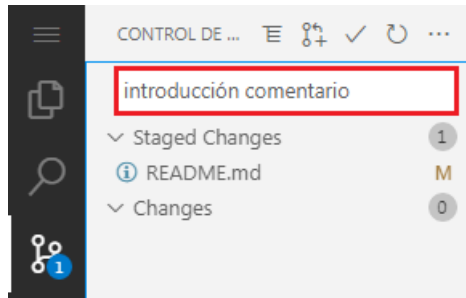 CONTROL DE ...
introducción comentario
Staged Changes 1
README.md M
Changes 0
1